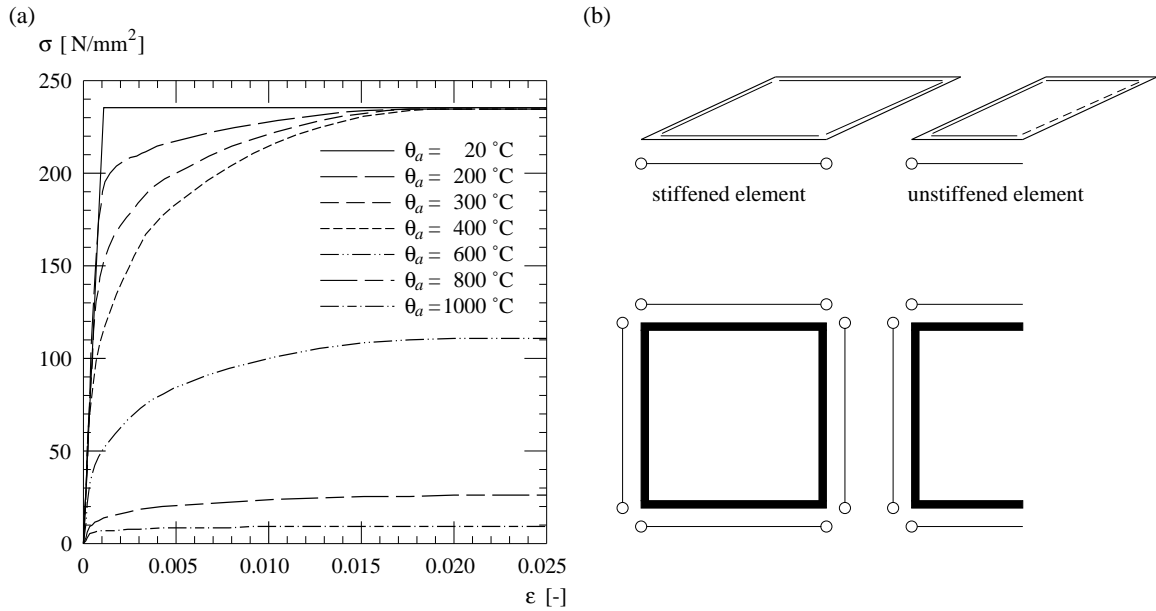 (a)
σ [ N/mm²]
250
200
150
100
50
0
0 0.005 0.010 0.015 0.020 0.025
ε [-]
θa = 20 ˚C
θa = 200 ˚C
θa = 300 ˚C
θa = 400 ˚C
θa = 600 ˚C
θa = 800 ˚C
θa = 1000 ˚C
(b)
stiffened element
unstiffened element